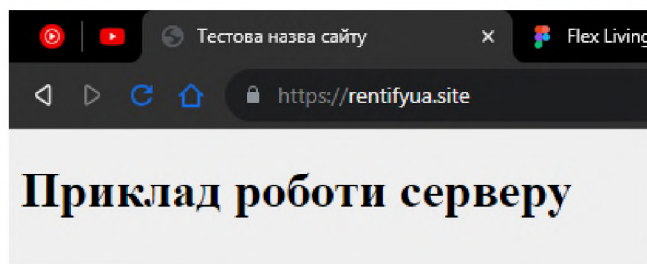 Тестова назва сайту
Flex Living
https://rentifyua.site
Приклад роботи серверу